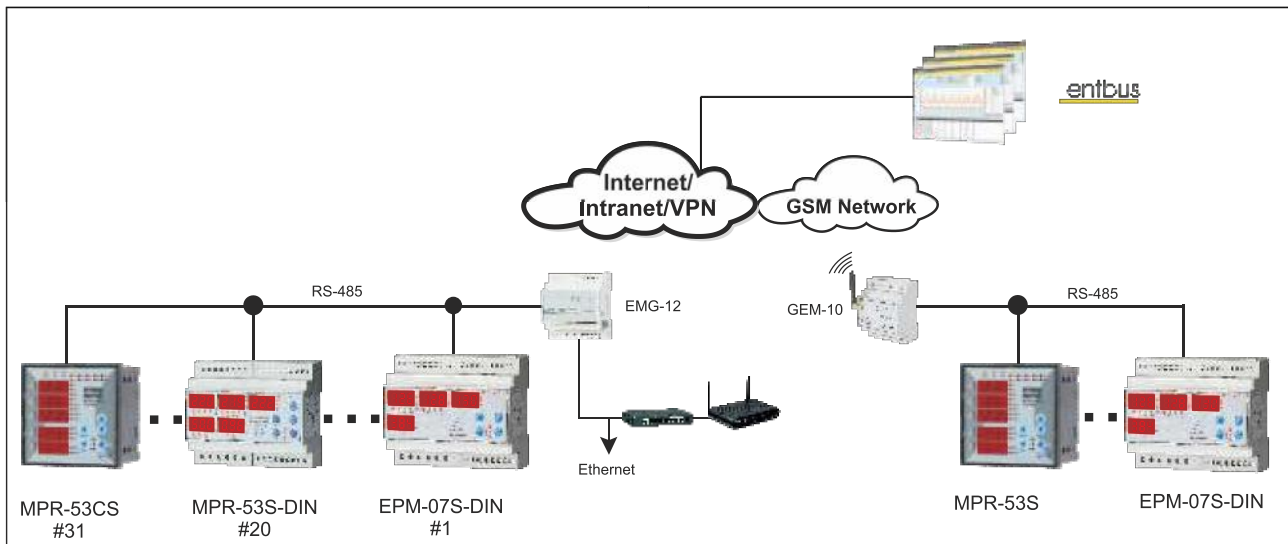 entbus
Internet/
Intranet/VPN
GSM Network
RS-485
EMG-12
GEM-10
RS-485
Ethernet
MPR-53CS
#31
MPR-53S-DIN
#20
EPM-07S-DIN
#1
MPR-53S
EPM-07S-DIN